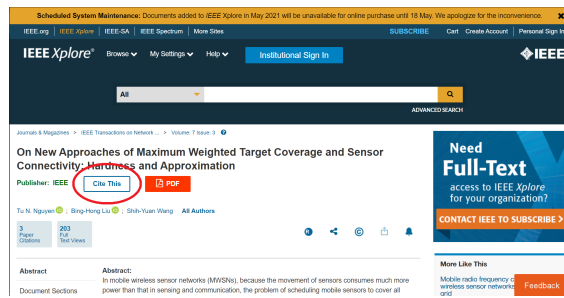 Scheduled System Maintenance: Documents added to IEEE Xplore in May 2021 will be unavailable for online purchase until 18 May. We apologize for the inconvenience.
IEEE.org IEEE Xplore IEEE-SA IEEE Spectrum More Sites SUBSCRIBE Cart Create Account Personal Sign In
IEEE Xplore® Browse My Settings Help Institutional Sign In IEEE
All
ADVANCED SEARCH
Journals & Magazines > IEEE Transactions on Network ... > Volume: 7 Issue: 3
On New Approaches of Maximum Weighted Target Coverage and Sensor
Connectivity: Hardness and Approximation
Publisher: IEEE Cite This PDF
Tu N. Nguyen ; Bing-Hong Liu ; Shih-Yuan Wang All Authors
3
Paper
Citations
203
Full
Text Views
Need
Full-Text
access to IEEE Xplore
for your organization?
CONTACT IEEE TO SUBSCRIBE >
Abstract
Document Sections
Abstract:
In mobile wireless sensor networks (MWSNs), because the movement of sensors consumes much more
power than that in sensing and communication, the problem of scheduling mobile sensors to cover all
More Like This
Mobile radio frequency c
wireless sensor networks
grid
Feedback